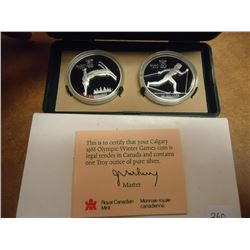 This is to certify that your Calgary
1988 Olympic Winter Games coin is
legal tender in Canada and contains
one Troy ounce of pure silver.
Master
Royal Canadian Mint
Monnaie royale canadienne
260